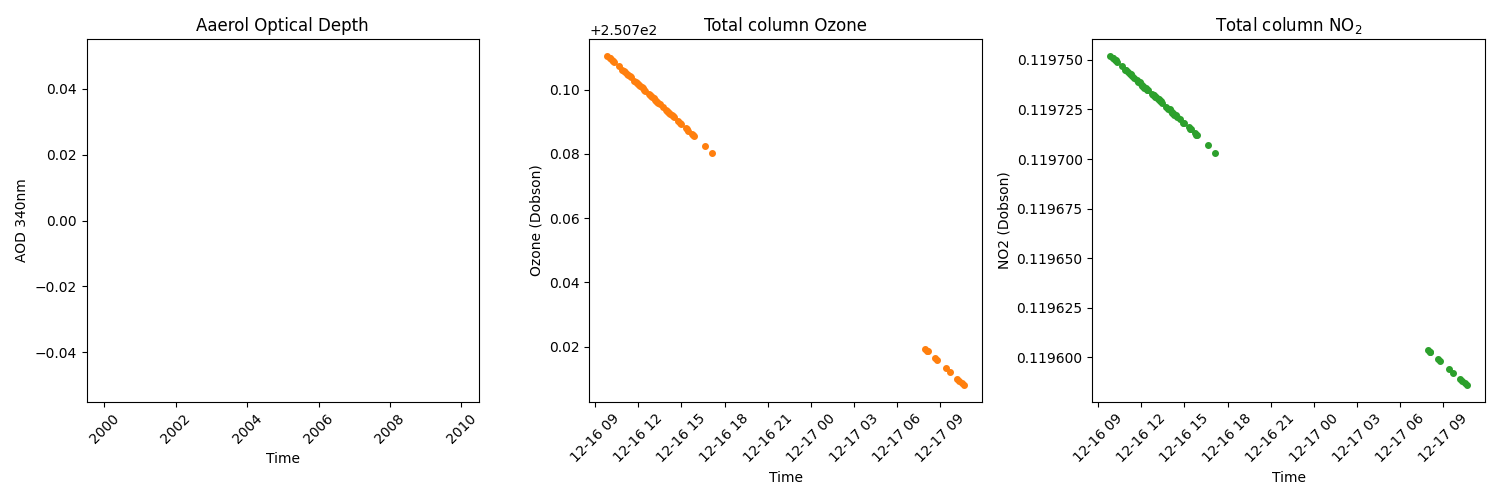 Aaerol Optical Depth
AOD 340nm
0.04
0.02
0.00
−0.02
−0.04
2000 2002 2004 2006 2008 2010
Time
Total column Ozone
+2.507e2
Ozone (Dobson)
0.10
0.08
0.06
0.04
0.02
12-16 09 12-16 12 12-16 15 12-16 18 12-16 21 12-17 00 12-17 03 12-17 06 12-17 09
Time
Total column NO₂
NO2 (Dobson)
0.119750
0.119725
0.119700
0.119675
0.119650
0.119625
0.119600
12-16 09 12-16 12 12-16 15 12-16 18 12-16 21 12-17 00 12-17 03 12-17 06 12-17 09
Time